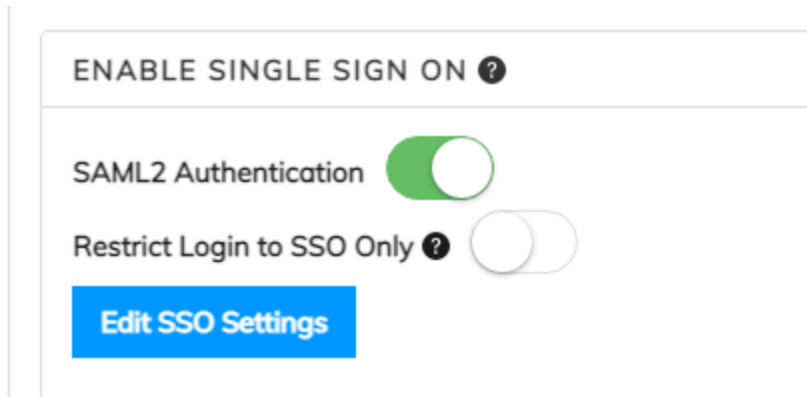 ENABLE SINGLE SIGN ON ?
SAML2 Authentication
Restrict Login to SSO Only ?
Edit SSO Settings